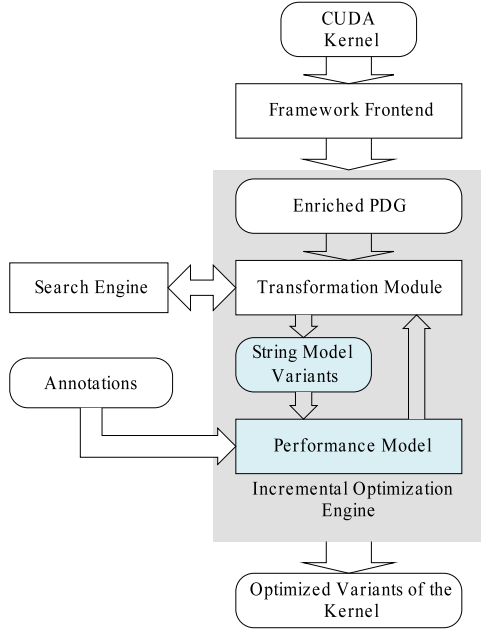 CUDA
Kernel
Framework Frontend
Enriched PDG
Search Engine
Transformation Module
String Model
Variants
Annotations
Performance Model
Incremental Optimization
Engine
Optimized Variants of the
Kernel